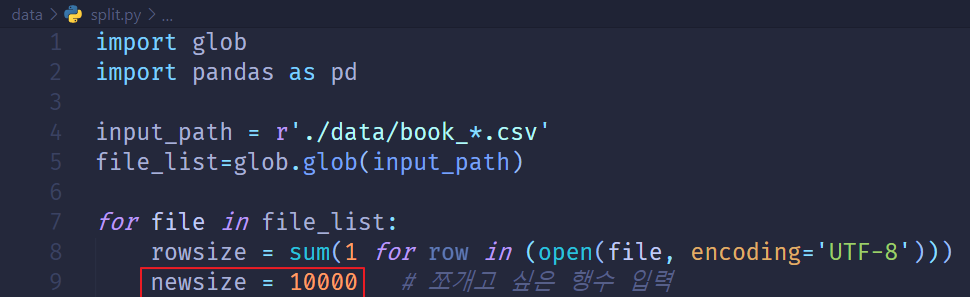 data > split.py > ...
1 import glob
2 import pandas as pd
3
4 input_path = r'./data/book_*.csv'
5 file_list=glob.glob(input_path)
6
7 for file in file_list:
8     rowsize = sum(1 for row in (open(file, encoding='UTF-8')))
9     newsize = 10000   # 쪼개고 싶은 행수 입력